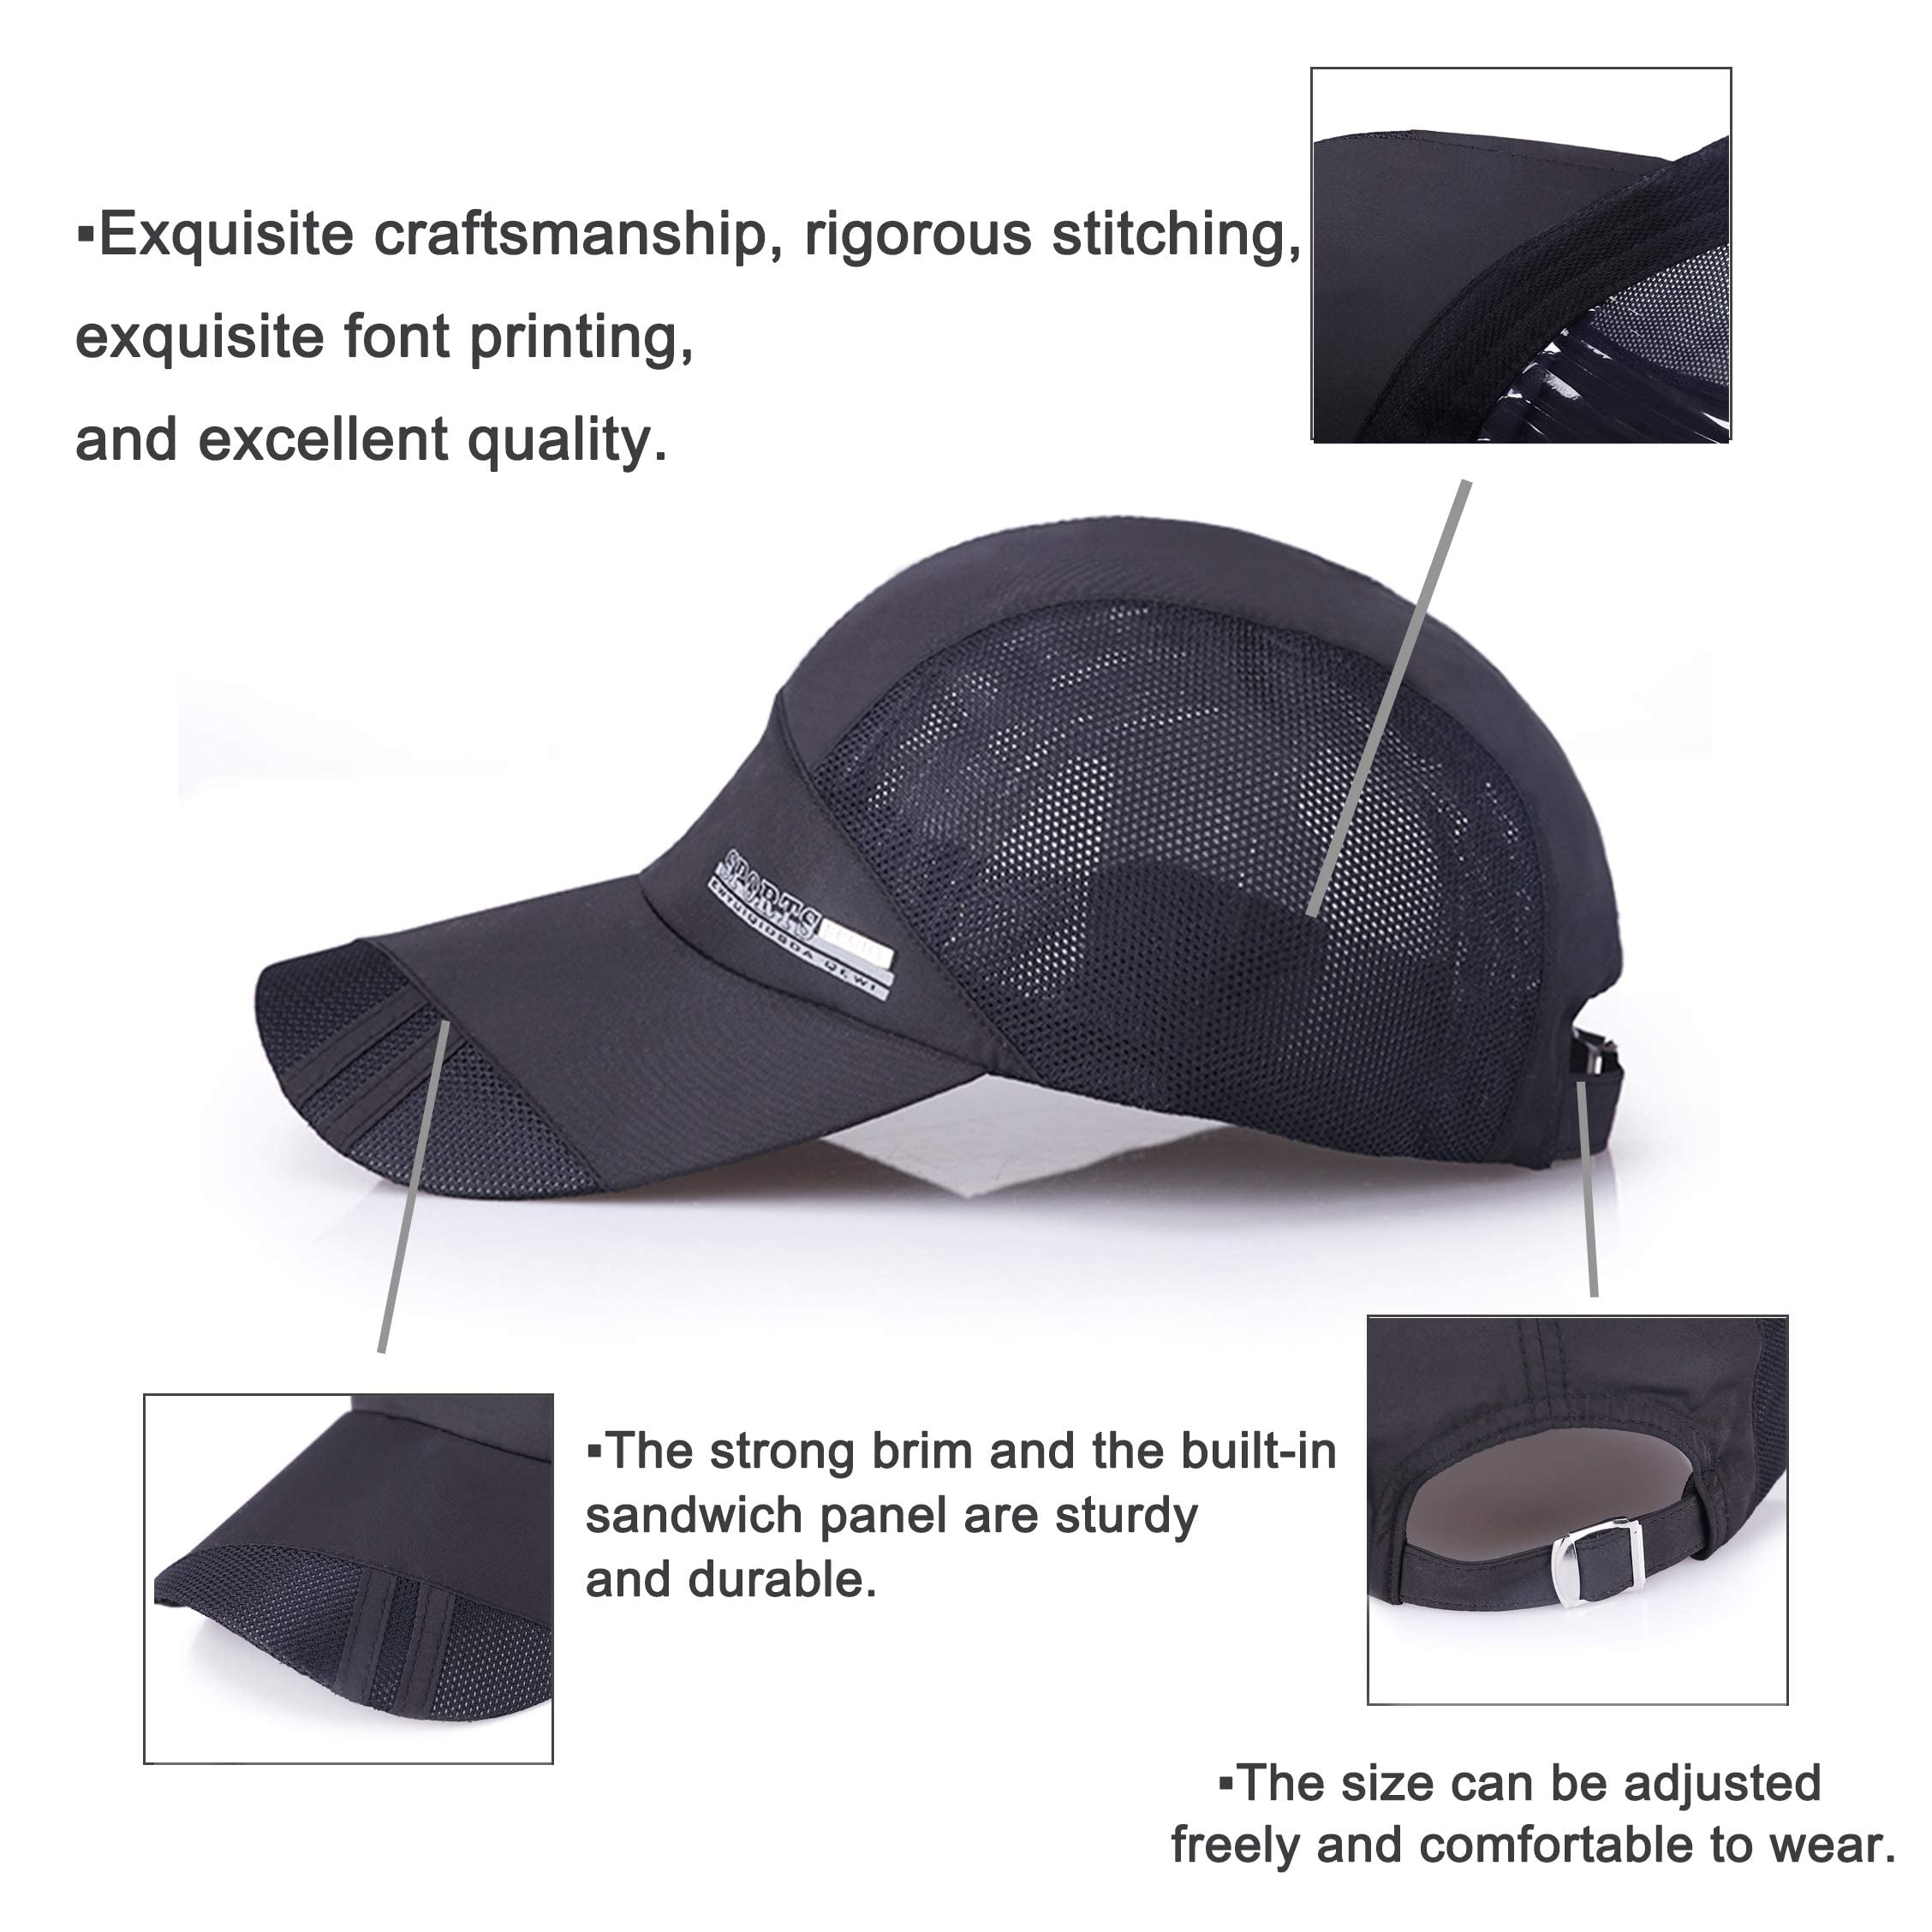 ▪Exquisite craftsmanship, rigorous stitching,
exquisite font printing,
and excellent quality.
SPORTS
▪The strong brim and the built-in
sandwich panel are sturdy
and durable.
▪The size can be adjusted
freely and comfortable to wear.